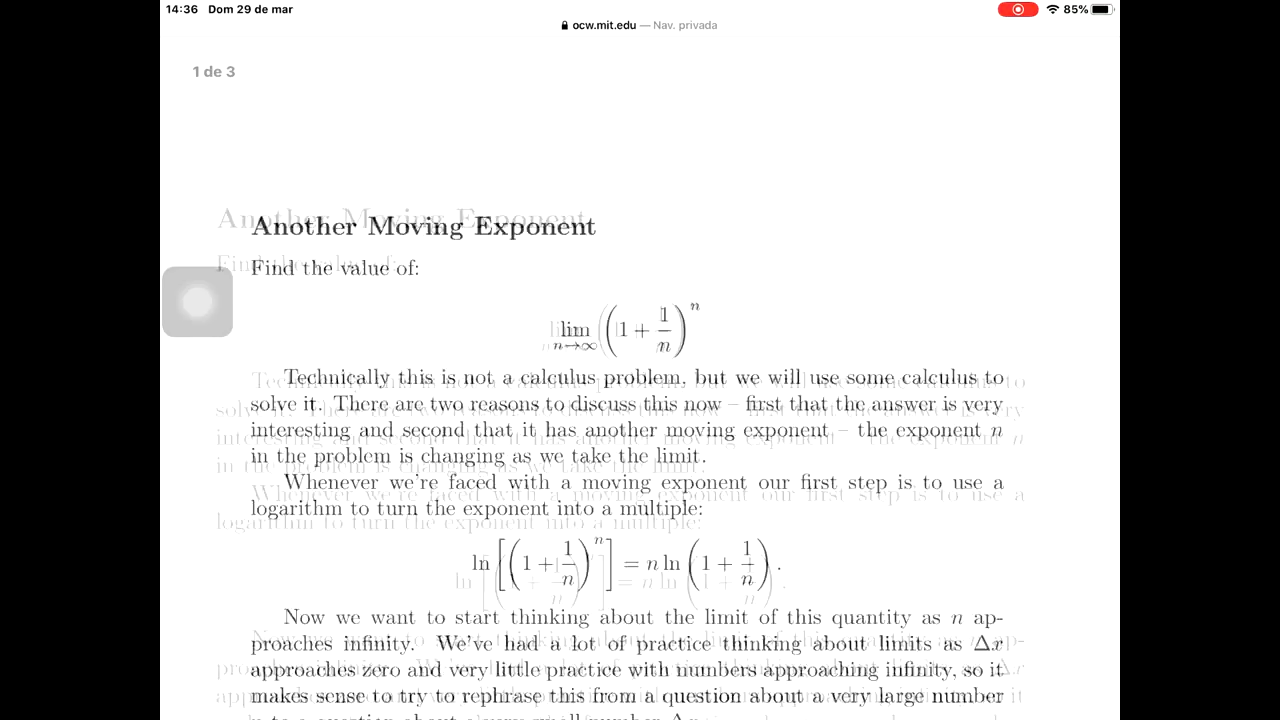 14:36 Dom 29 de mar
85%
ocw.mit.edu — Nav. privada
1 de 3
Another Moving Exponent
Find the value of:
lim n→∞ (1 + 1/n)^n
Technically this is not a calculus problem, but we will use some calculus to
solve it. There are two reasons to discuss this now – first that the answer is very
interesting and second that it has another moving exponent – the exponent n
in the problem is changing as we take the limit.
Whenever we're faced with a moving exponent our first step is to use a
logarithm to turn the exponent into a multiple:
ln [(1 + 1/n)^n] = n ln (1 + 1/n).
Now we want to start thinking about the limit of this quantity as n ap-
proaches infinity. We've had a lot of practice thinking about limits as Δx
approaches zero and very little practice with numbers approaching infinity, so it
makes sense to try to rephrase this from a question about a very large number